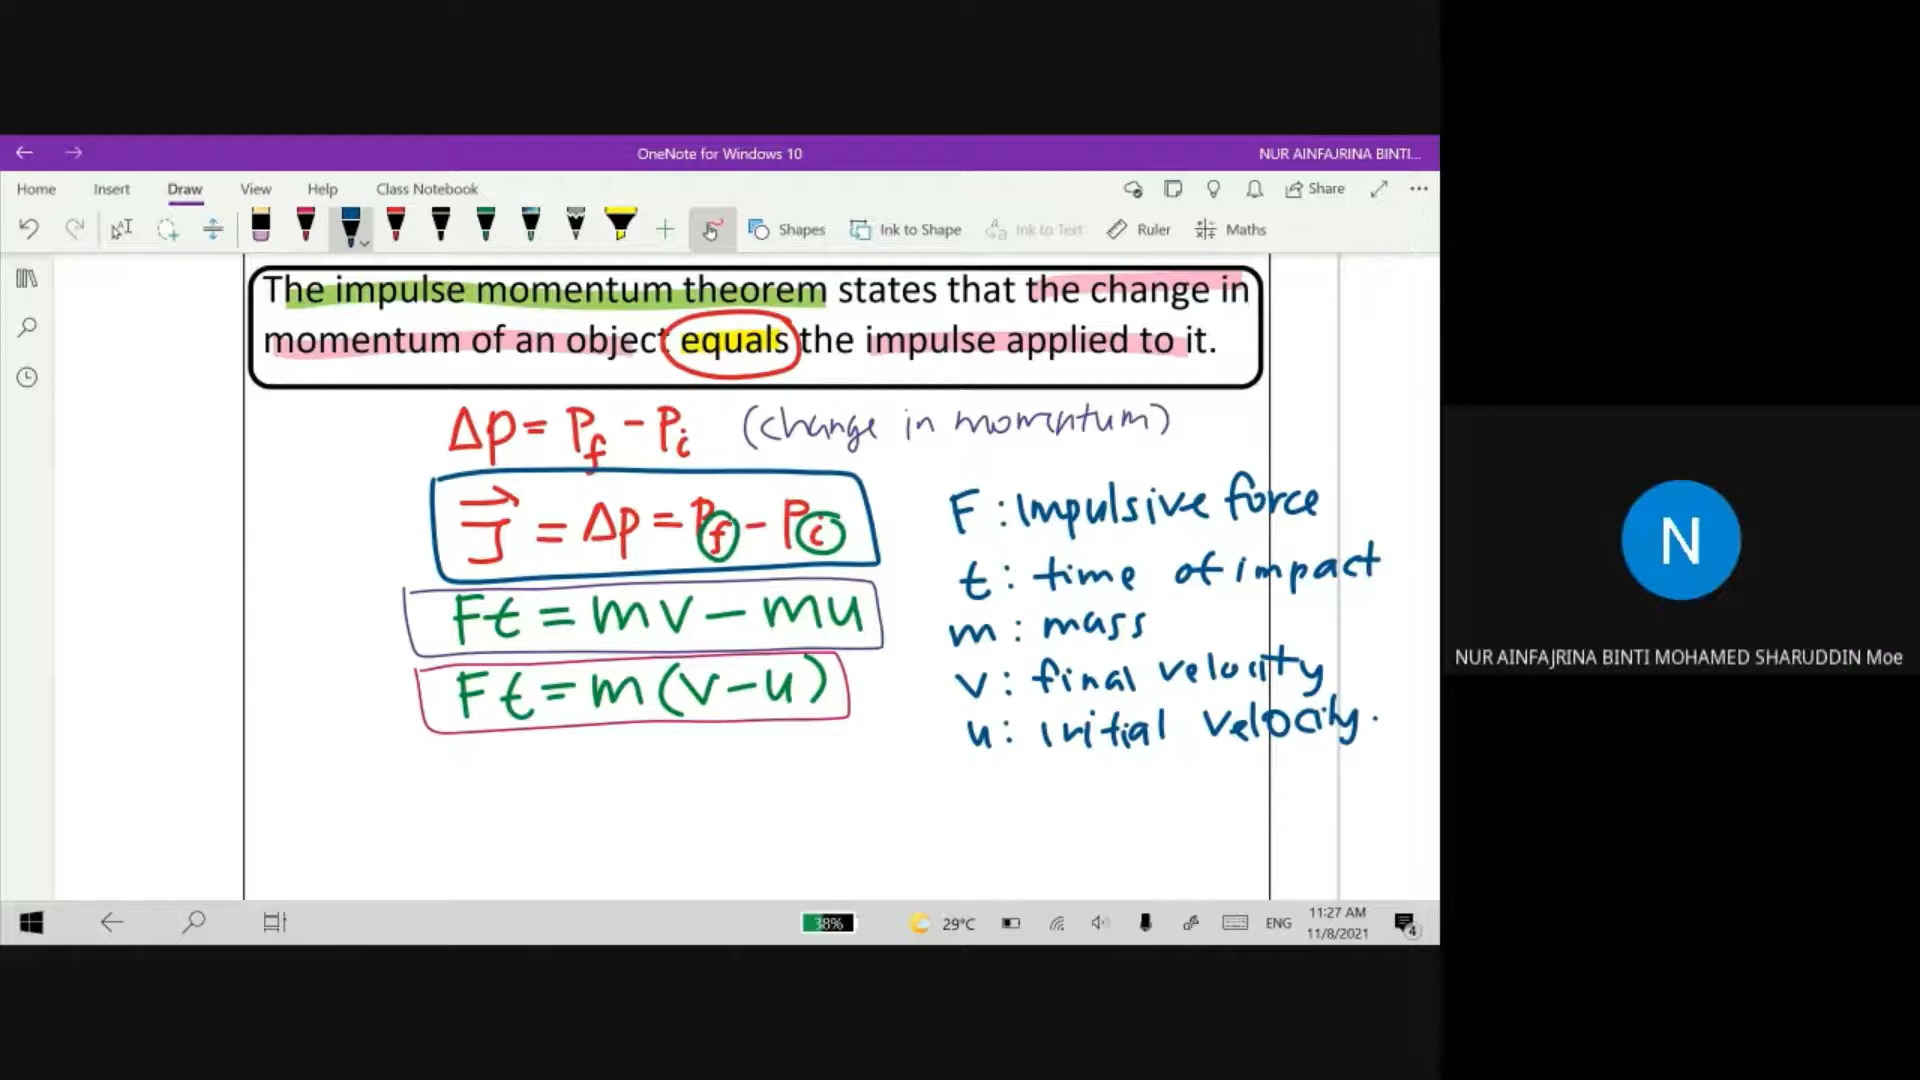 OneNote for Windows 10
NUR AINFAJRINA BINTI...
Home Insert Draw View Help Class Notebook Share
Shapes Ink to Shape Ink to Text Ruler Maths
The impulse momentum theorem states that the change in
momentum of an object equals the impulse applied to it.
Δp = Pf - Pi (change in momentum)
J = Δp = Pf - Pi
Ft = mv - mu
Ft = m(v-u)
F : Impulsive force
t : time of impact
m : mass
v : final velocity
u : initial velocity.
N
NUR AINFAJRINA BINTI MOHAMED SHARUDDIN Moe
38% 29°C ENG 11:27 AM
11/8/2021 4